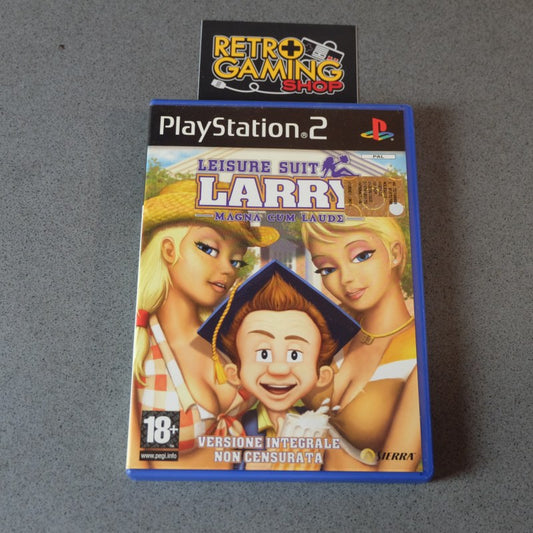 RETRO
GAMING
SHOP
PlayStation®2
PAL
LEISURE SUIT
LARRY
MAGNA CUM LAUDE
18+
www.pegi.info
VERSIONE INTEGRALE
NON CENSURATA
SIERRA